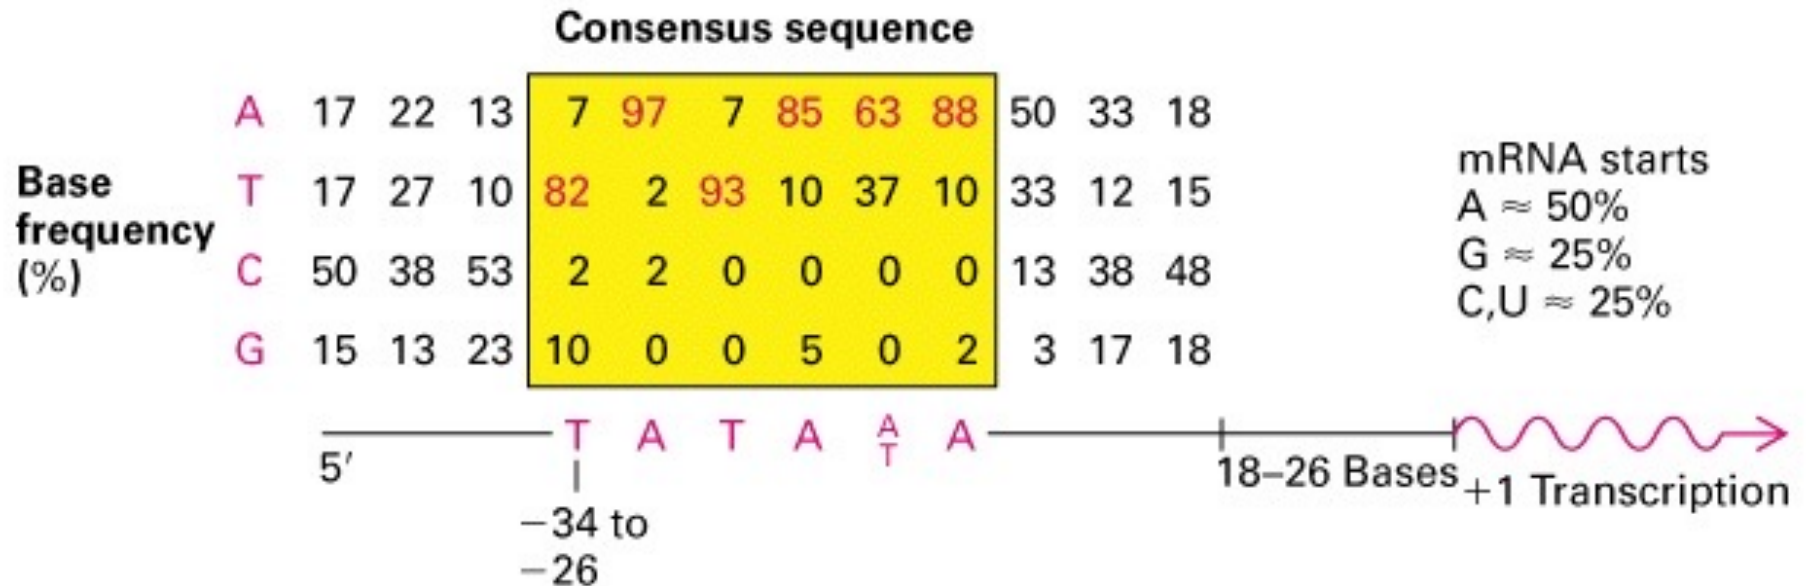 Consensus sequence
A 17 22 13 7 97 7 85 63 88 50 33 18
Base
frequency
(%)
T 17 27 10 82 2 93 10 37 10 33 12 15
C 50 38 53 2 2 0 0 0 0 13 38 48
G 15 13 23 10 0 0 5 0 2 3 17 18
mRNA starts
A ≈ 50%
G ≈ 25%
C,U ≈ 25%
T A T A A/T A
5′
-34 to
-26
18–26 Bases
+1 Transcription